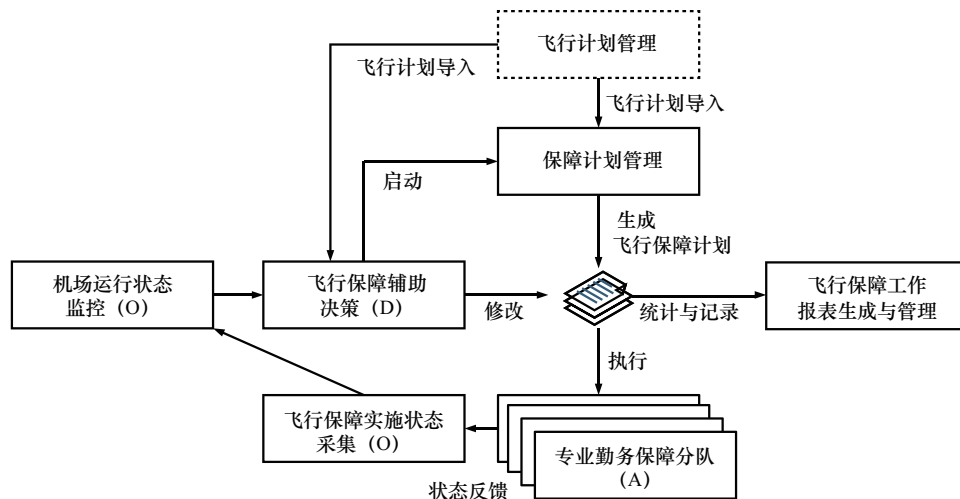 飞行计划管理
飞行计划导入
飞行计划导入
保障计划管理
启动
生成
飞行保障计划
机场运行状态
监控（O）
飞行保障辅助
决策（D）
修改
统计与记录
飞行保障工作
报表生成与管理
执行
飞行保障实施状态
采集（O）
专业勤务保障分队
（A）
状态反馈